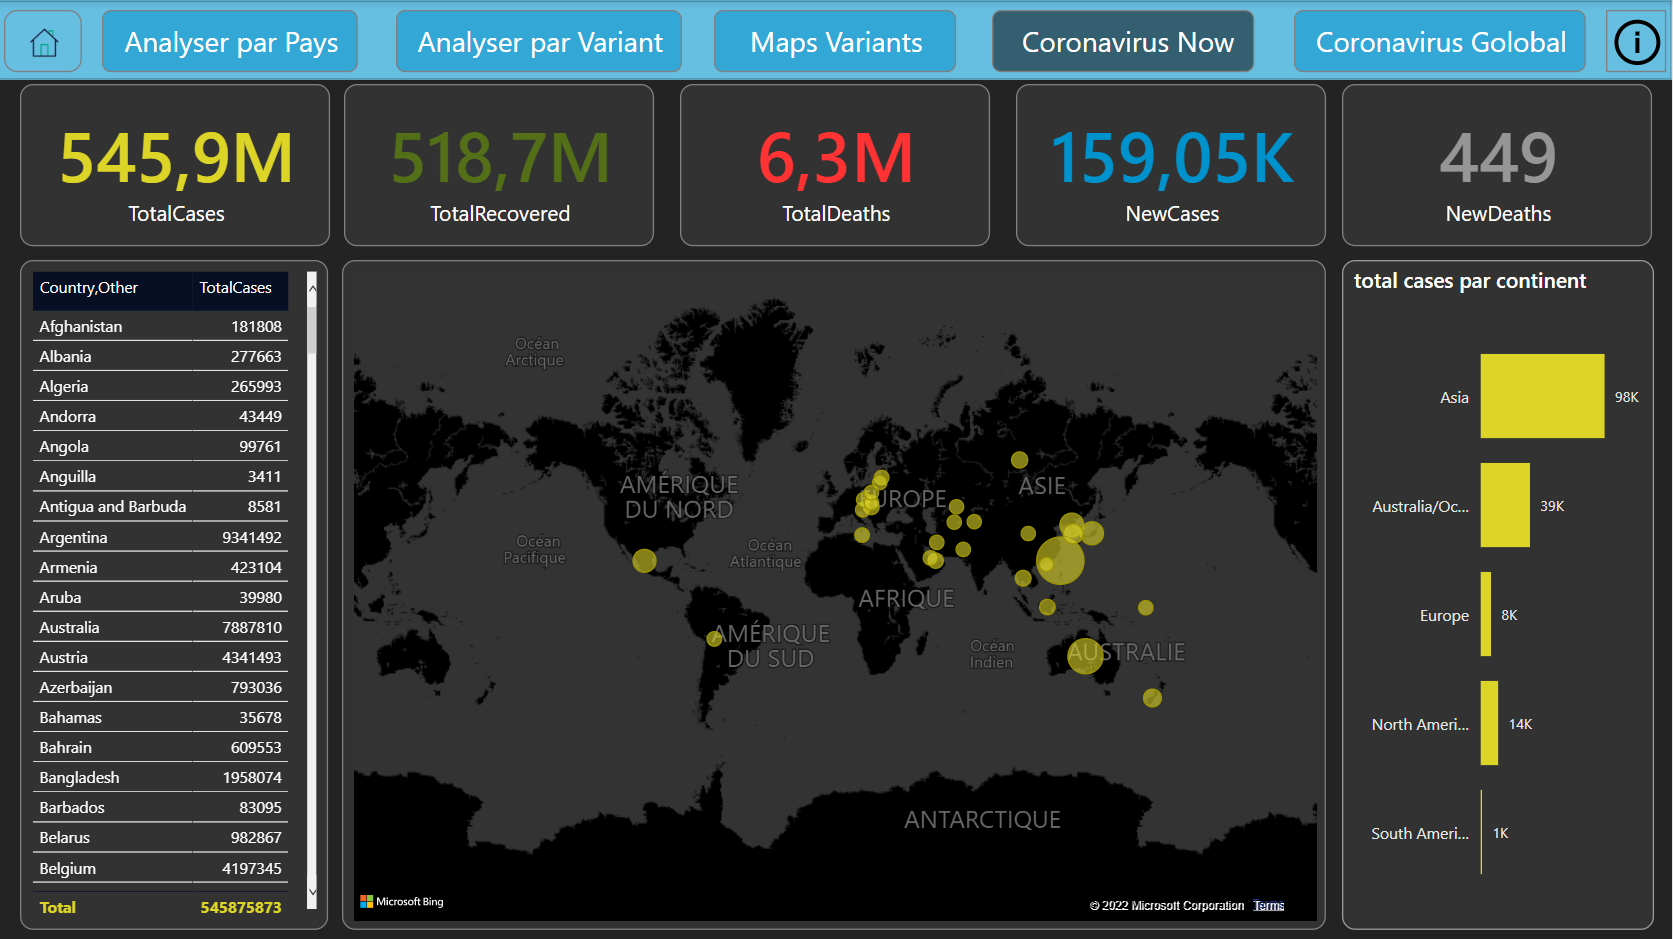 Analyser par Pays
Analyser par Variant
Maps Variants
Coronavirus Now
Coronavirus Golobal
i
545,9M
TotalCases
518,7M
TotalRecovered
6,3M
TotalDeaths
159,05K
NewCases
449
NewDeaths
Country,Other TotalCases
Afghanistan 181808
Albania 277663
Algeria 265993
Andorra 43449
Angola 99761
Anguilla 3411
Antigua and Barbuda 8581
Argentina 9341492
Armenia 423104
Aruba 39980
Australia 7887810
Austria 4341493
Azerbaijan 793036
Bahamas 35678
Bahrain 609553
Bangladesh 1958074
Barbados 83095
Belarus 982867
Belgium 4197345
Total 545875873
Océan
Arctique
AMÉRIQUE
DU NORD
Océan
Pacifique
Océan
Atlantique
EUROPE
ASIE
AFRIQUE
AMÉRIQUE
DU SUD
Océan
Indien
AUSTRALIE
ANTARCTIQUE
Microsoft Bing
© 2022 Microsoft Corporation Terms
total cases par continent
Asia 98K
Australia/Oc... 39K
Europe 8K
North Ameri... 14K
South Ameri... 1K